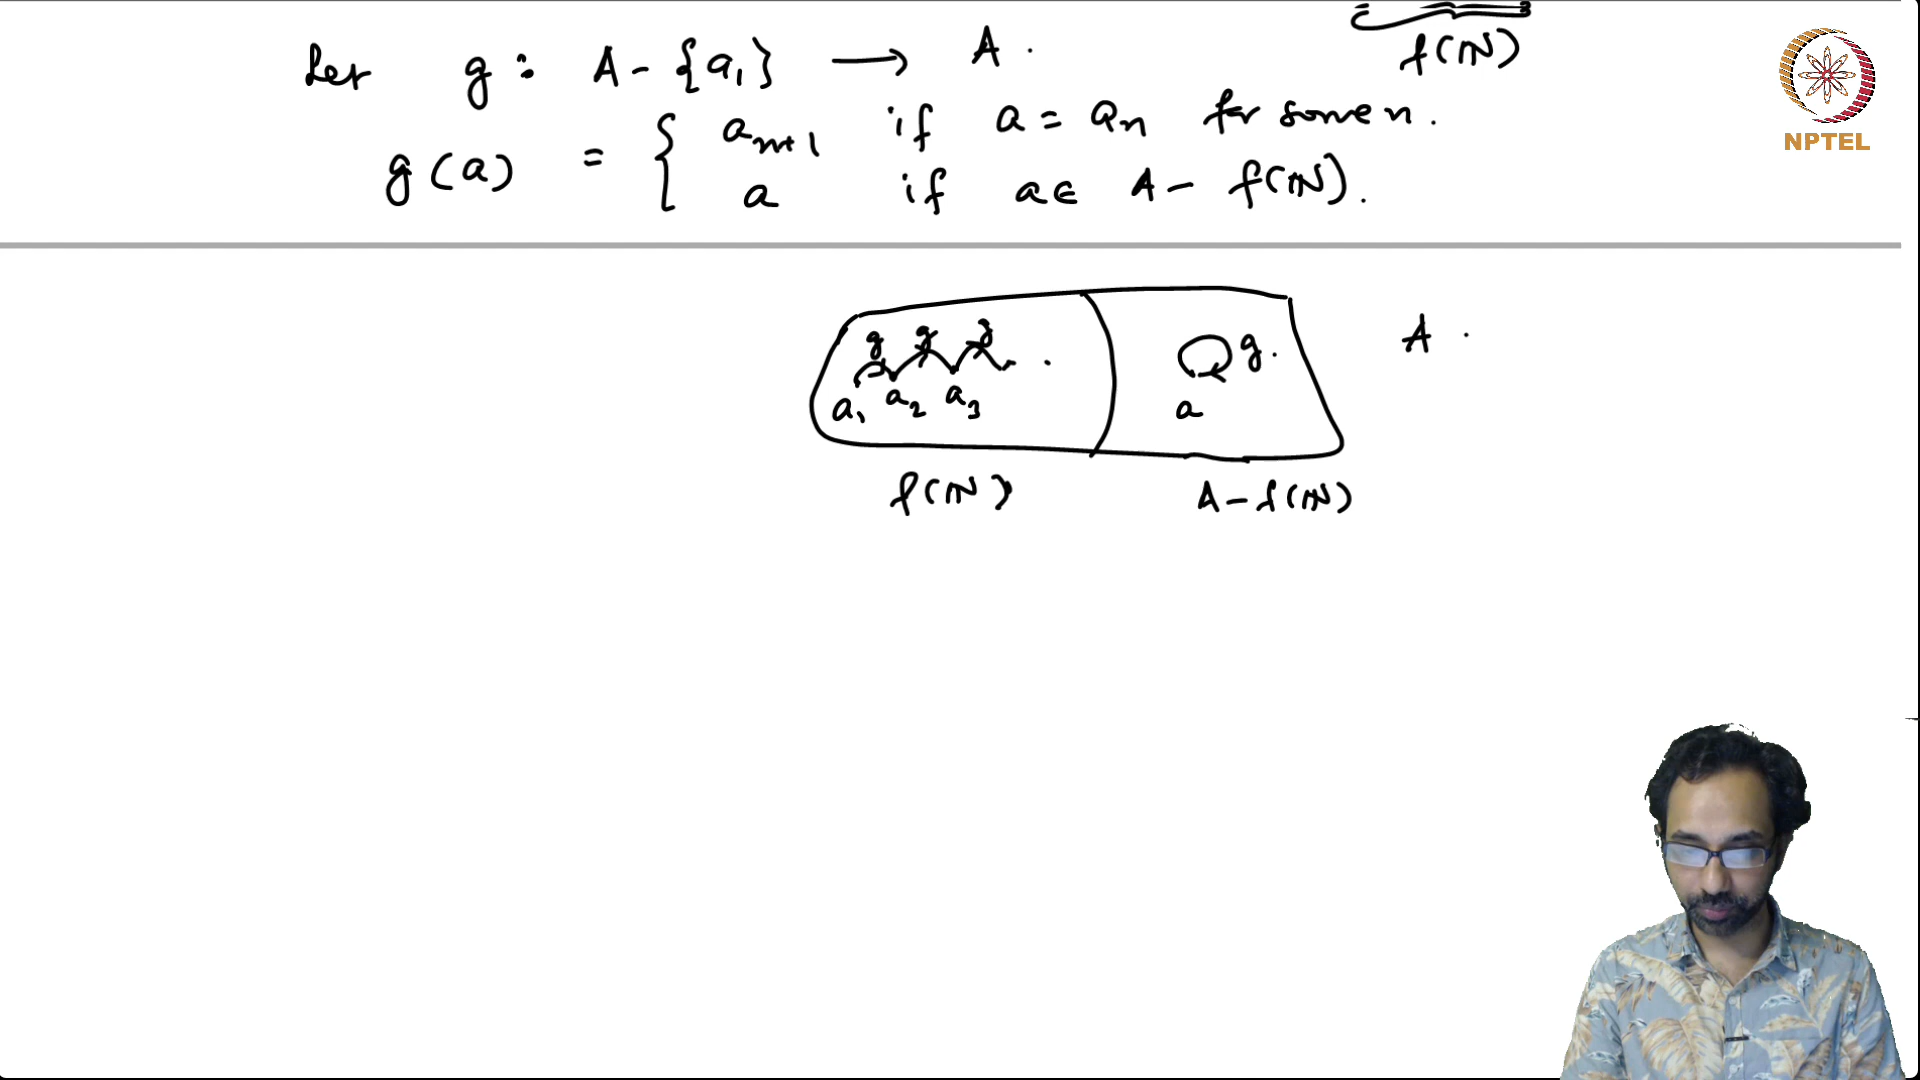 f(ℕ)
Let g : A - {a₁} ⟶ A .
g(a) = { aₙ₊₁ if a = aₙ for some n .
a if a ∈ A - f(ℕ) .
NPTEL
g g g .
a₁ a₂ a₃
g .
a
A .
f(ℕ) A - f(ℕ)